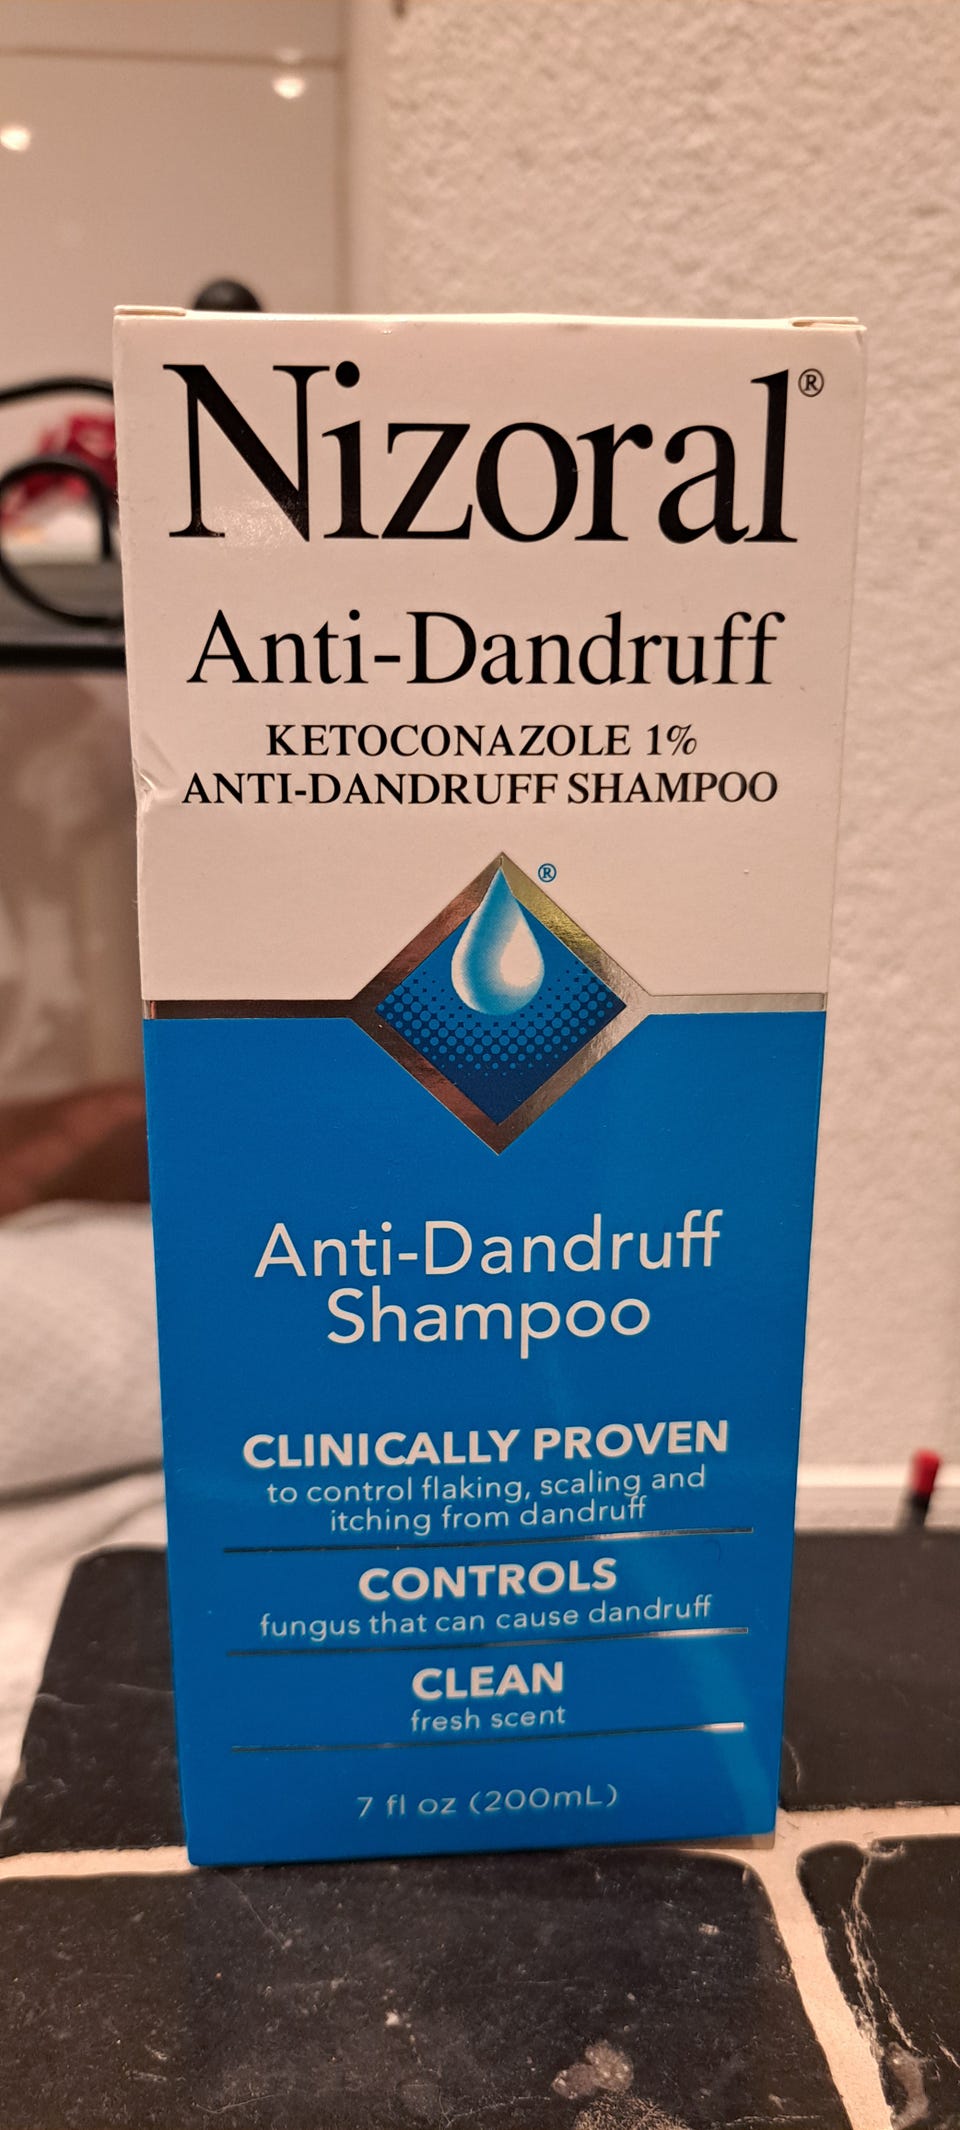 Nizoral®
Anti-Dandruff
KETOCONAZOLE 1%
ANTI-DANDRUFF SHAMPOO
®
Anti-Dandruff
Shampoo
CLINICALLY PROVEN
to control flaking, scaling and
itching from dandruff
CONTROLS
fungus that can cause dandruff
CLEAN
fresh scent
7 fl oz (200mL)